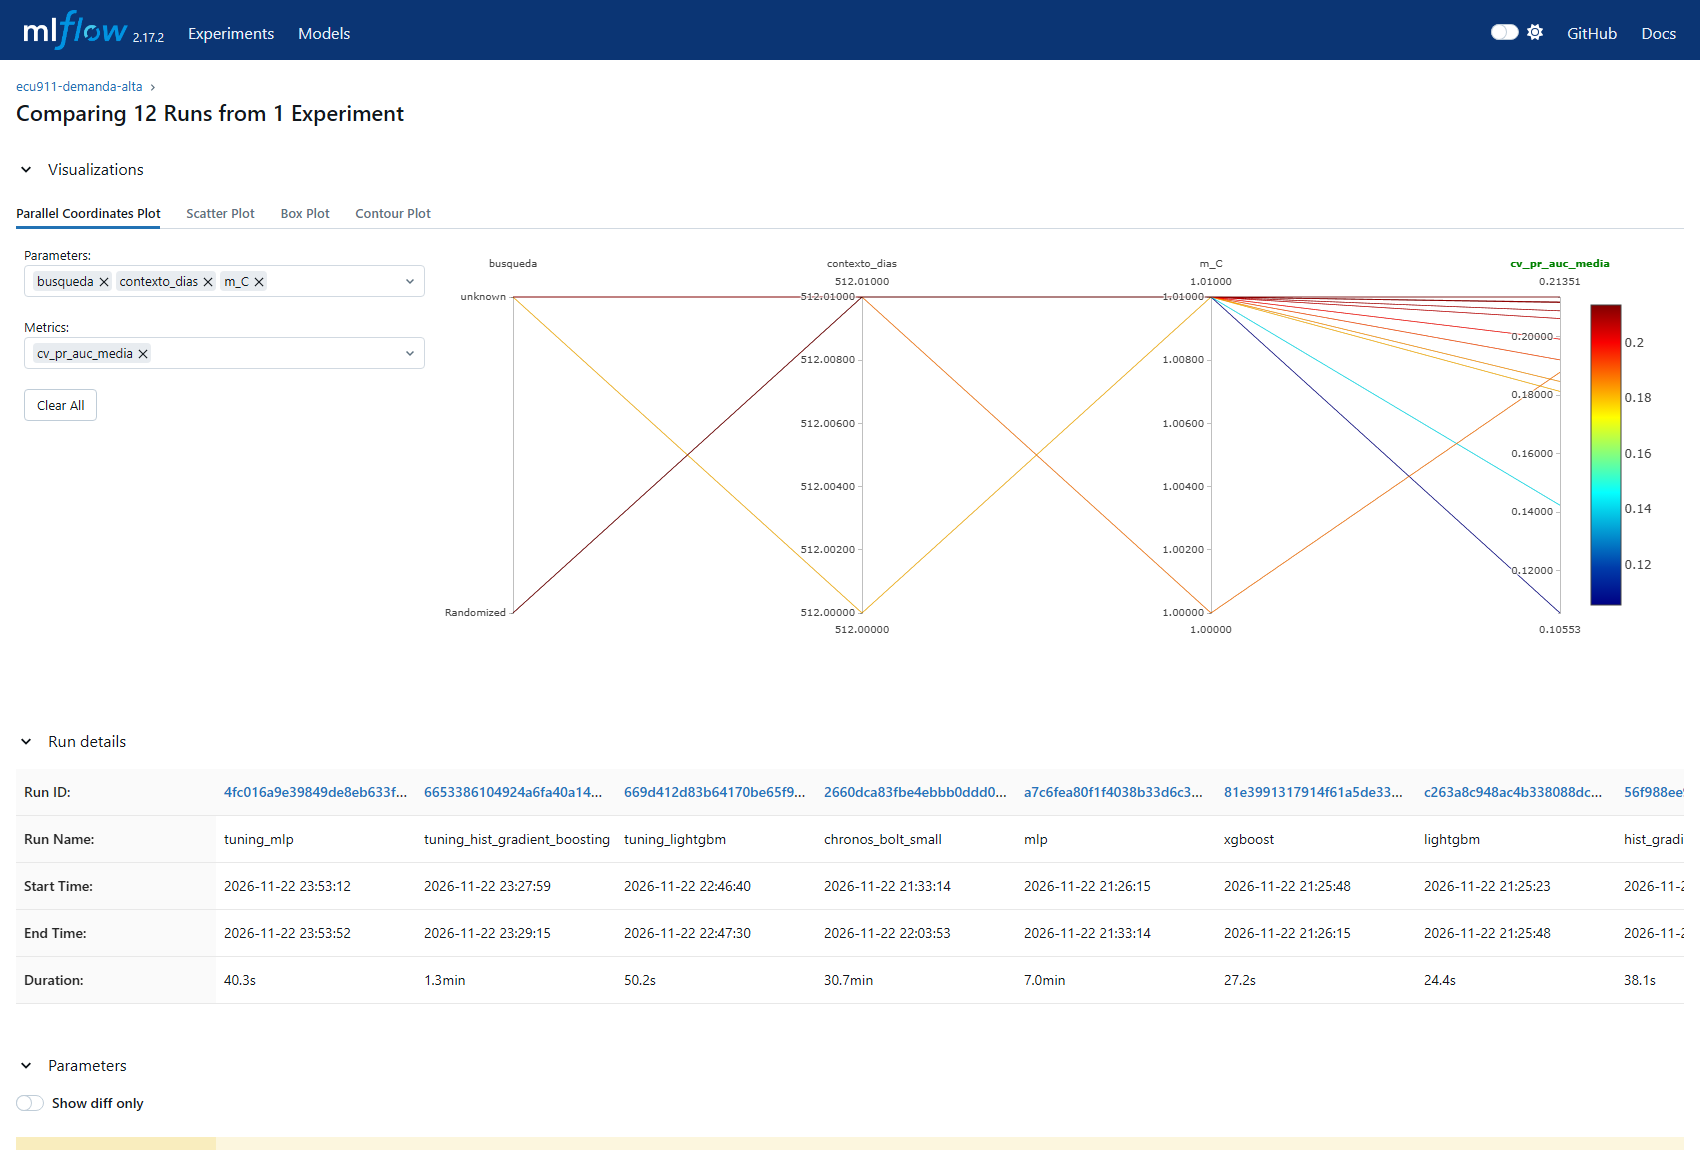 mlflow 2.17.2 Experiments Models GitHub Docs
ecu911-demanda-alta
Comparing 12 Runs from 1 Experiment
Visualizations
Parallel Coordinates Plot Scatter Plot Box Plot Contour Plot
Parameters:
busqueda contexto_dias m_C
Metrics:
cv_pr_auc_media
Clear All
busqueda contexto_dias m_C cv_pr_auc_media
512.01000 1.01000 0.21351
unknown 512.01000 1.01000
0.20000 0.2
512.00800 1.00800
0.18000 0.18
512.00600 1.00600
0.16000 0.16
512.00400 1.00400
0.14000 0.14
512.00200 1.00200
0.12000 0.12
Randomized 512.00000 1.00000
512.00000 1.00000 0.10553
Run details
Run ID: 4fc016a9e39849de8eb633f... 6653386104924a6fa40a14... 669d412d83b64170be65f9... 2660dca83fbe4ebbb0ddd0... a7c6fea80f1f4038b33d6c3... 81e3991317914f61a5de33... c263a8c948ac4b338088dc... 56f988ee
Run Name: tuning_mlp tuning_hist_gradient_boosting tuning_lightgbm chronos_bolt_small mlp xgboost lightgbm hist_gradi
Start Time: 2026-11-22 23:53:12 2026-11-22 23:27:59 2026-11-22 22:46:40 2026-11-22 21:33:14 2026-11-22 21:26:15 2026-11-22 21:25:48 2026-11-22 21:25:23 2026-11-2
End Time: 2026-11-22 23:53:52 2026-11-22 23:29:15 2026-11-22 22:47:30 2026-11-22 22:03:53 2026-11-22 21:33:14 2026-11-22 21:26:15 2026-11-22 21:25:48 2026-11-2
Duration: 40.3s 1.3min 50.2s 30.7min 7.0min 27.2s 24.4s 38.1s
Parameters
Show diff only